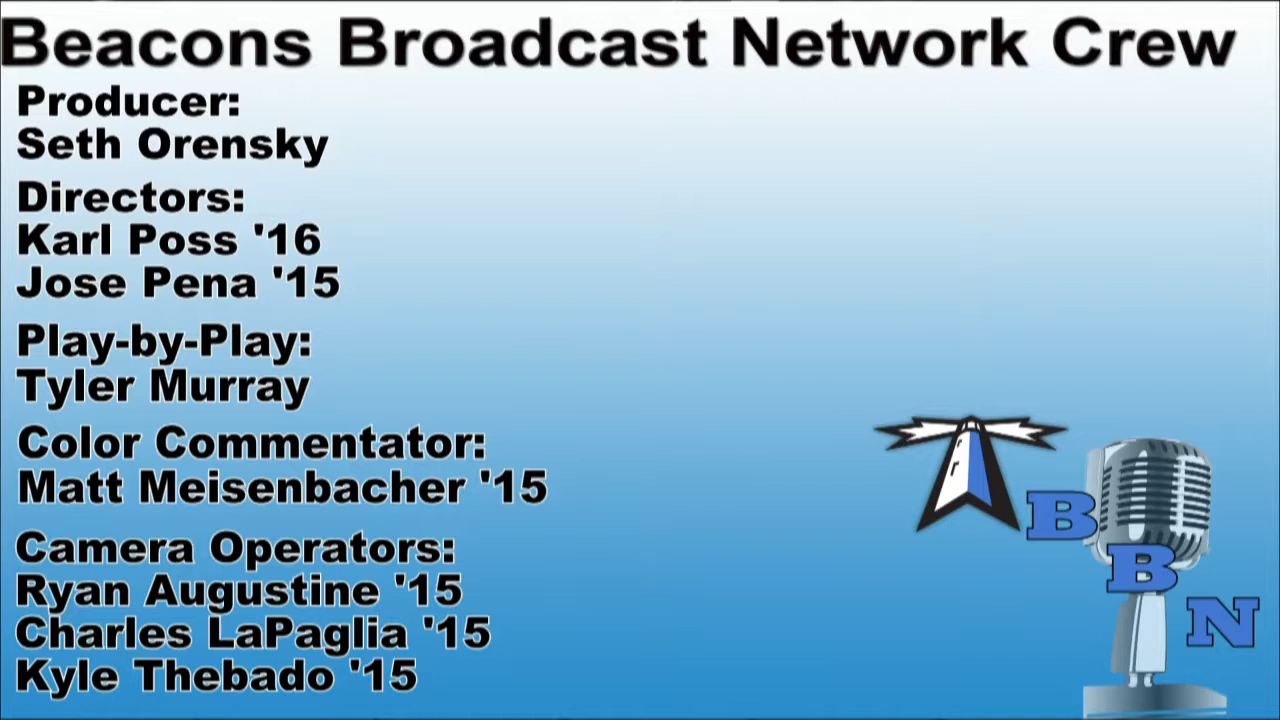 Beacons Broadcast Network Crew
Producer:
Seth Orensky
Directors:
Karl Poss '16
Jose Pena '15
Play-by-Play:
Tyler Murray
Color Commentator:
Matt Meisenbacher '15
Camera Operators:
Ryan Augustine '15
Charles LaPaglia '15
Kyle Thebado '15
B
B
N